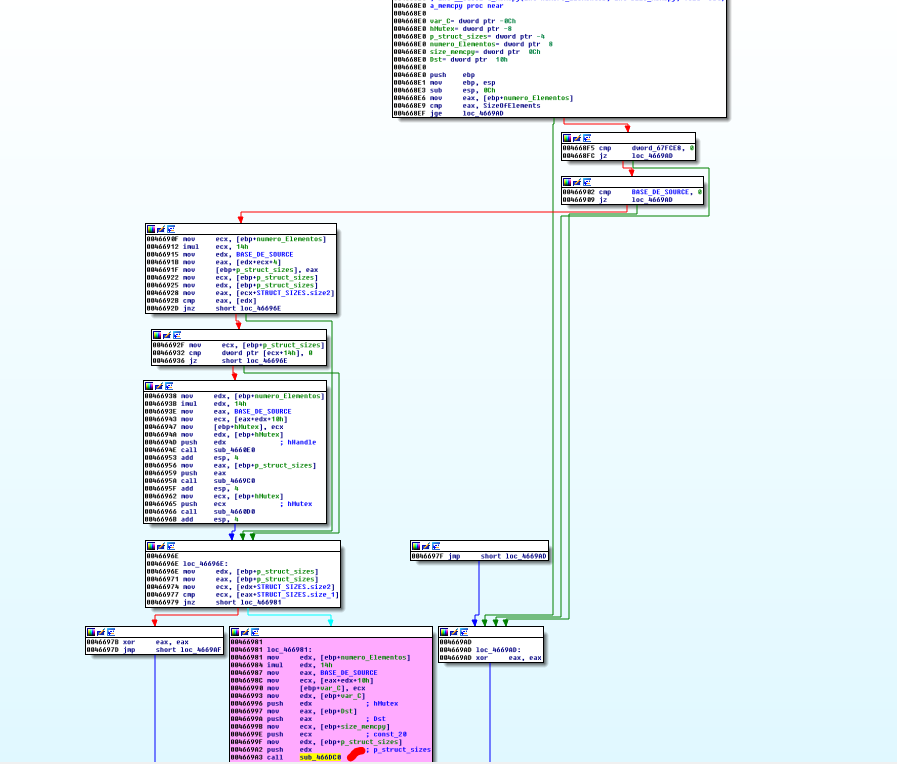 004668E0 a_memcpy proc near
004668E0
004668E0 var_C= dword ptr -0Ch
004668E0 hMutex= dword ptr -8
004668E0 p_struct_sizes= dword ptr -4
004668E0 numero_Elementos= dword ptr  8
004668E0 size_memcpy= dword ptr  0Ch
004668E0 Dst= dword ptr  10h
004668E0
004668E0 push    ebp
004668E1 mov     ebp, esp
004668E3 sub     esp, 0Ch
004668E6 mov     eax, [ebp+numero_Elementos]
004668E9 cmp     eax, SizeOfElements
004668EF jge     loc_4669AD
004668F5 cmp     dword_67FCE8, 0
004668FC jz      loc_4669AD
00466902 cmp     BASE_DE_SOURCE, 0
00466909 jz      loc_4669AD
0046690F mov     ecx, [ebp+numero_Elementos]
00466912 imul    ecx, 14h
00466915 mov     edx, BASE_DE_SOURCE
0046691B mov     eax, [edx+ecx+4]
0046691F mov     [ebp+p_struct_sizes], eax
00466922 mov     ecx, [ebp+p_struct_sizes]
00466925 mov     edx, [ebp+p_struct_sizes]
00466928 mov     eax, [ecx+STRUCT_SIZES.size2]
0046692B cmp     eax, [edx]
0046692D jnz     short loc_46696E
0046692F mov     ecx, [ebp+p_struct_sizes]
00466932 cmp     dword ptr [ecx+14h], 0
00466936 jz      short loc_46696E
00466938 mov     edx, [ebp+numero_Elementos]
0046693B imul    edx, 14h
0046693E mov     eax, BASE_DE_SOURCE
00466943 mov     ecx, [eax+edx+10h]
00466947 mov     [ebp+hMutex], ecx
0046694A mov     edx, [ebp+hMutex]
0046694D push    edx             ; hHandle
0046694E call    sub_4660E0
00466953 add     esp, 4
00466956 mov     eax, [ebp+p_struct_sizes]
00466959 push    eax
0046695A call    sub_4669C0
0046695F add     esp, 4
00466962 mov     ecx, [ebp+hMutex]
00466965 push    ecx             ; hMutex
00466966 call    sub_4660D0
0046696B add     esp, 4
0046696E
0046696E loc_46696E:
0046696E mov     edx, [ebp+p_struct_sizes]
00466971 mov     eax, [ebp+p_struct_sizes]
00466974 mov     ecx, [edx+STRUCT_SIZES.size2]
00466977 cmp     ecx, [eax+STRUCT_SIZES.size_1]
00466979 jnz     short loc_466981
0046697F jmp     short loc_4669AD
0046697B xor     eax, eax
0046697D jmp     short loc_4669AF
00466981
00466981 loc_466981:
00466981 mov     edx, [ebp+numero_Elementos]
00466984 imul    edx, 14h
00466987 mov     eax, BASE_DE_SOURCE
0046698C mov     ecx, [eax+edx+10h]
00466990 mov     [ebp+var_C], ecx
00466993 mov     edx, [ebp+var_C]
00466996 push    edx             ; hMutex
00466997 mov     eax, [ebp+Dst]
0046699A push    eax             ; Dst
0046699B mov     ecx, [ebp+size_memcpy]
0046699E push    ecx             ; const_20
0046699F mov     edx, [ebp+p_struct_sizes]
004669A2 push    edx             ; p_struct_sizes
004669A3 call    sub_466DC0
004669AD
004669AD loc_4669AD:
004669AD xor     eax, eax